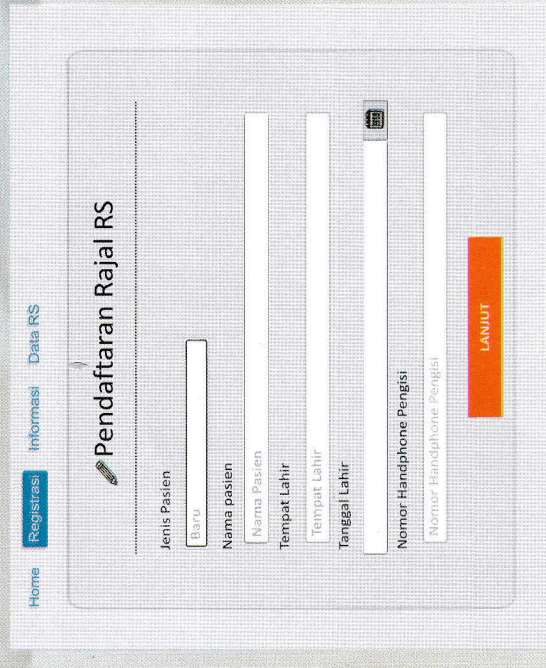 Home Registrasi Informasi Data RS
Pendaftaran Rajal RS
Jenis Pasien
Baru
Nama pasien
Nama Pasien
Tempat Lahir
Tempat Lahir
Tanggal Lahir
Nomor Handphone Pengisi
Nomor Handphone Pengisi
LANJUT